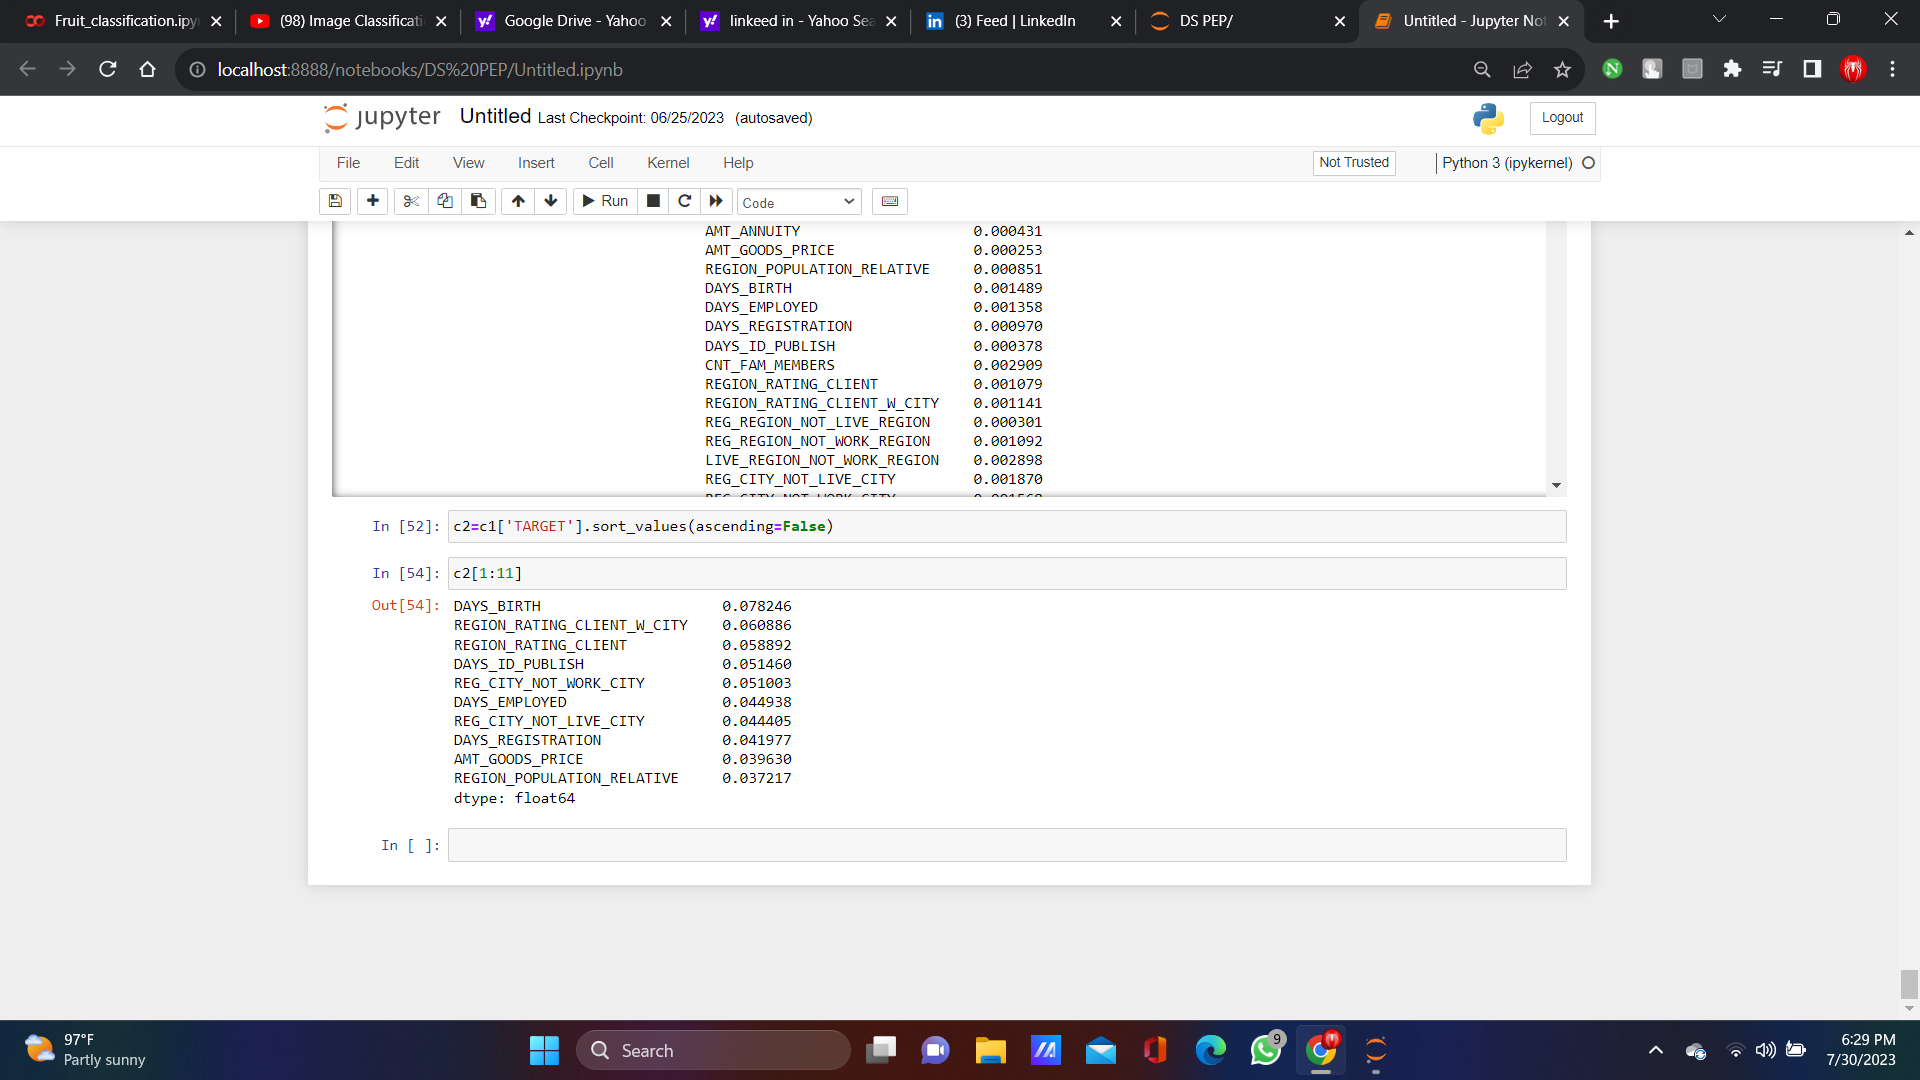 Fruit_classification.ipy
(98) Image Classificati
Google Drive - Yahoo
linkeed in - Yahoo Sea
(3) Feed | LinkedIn
DS PEP/
Untitled - Jupyter Not
localhost:8888/notebooks/DS%20PEP/Untitled.ipynb
jupyter Untitled Last Checkpoint: 06/25/2023 (autosaved)
Logout
File Edit View Insert Cell Kernel Help
Not Trusted
Python 3 (ipykernel)
Run
Code
AMT_ANNUITY 0.000431
AMT_GOODS_PRICE 0.000253
REGION_POPULATION_RELATIVE 0.000851
DAYS_BIRTH 0.001489
DAYS_EMPLOYED 0.001358
DAYS_REGISTRATION 0.000970
DAYS_ID_PUBLISH 0.000378
CNT_FAM_MEMBERS 0.002909
REGION_RATING_CLIENT 0.001079
REGION_RATING_CLIENT_W_CITY 0.001141
REG_REGION_NOT_LIVE_REGION 0.000301
REG_REGION_NOT_WORK_REGION 0.001092
LIVE_REGION_NOT_WORK_REGION 0.002898
REG_CITY_NOT_LIVE_CITY 0.001870
In [52]: c2=c1['TARGET'].sort_values(ascending=False)
In [54]: c2[1:11]
Out[54]: DAYS_BIRTH 0.078246
REGION_RATING_CLIENT_W_CITY 0.060886
REGION_RATING_CLIENT 0.058892
DAYS_ID_PUBLISH 0.051460
REG_CITY_NOT_WORK_CITY 0.051003
DAYS_EMPLOYED 0.044938
REG_CITY_NOT_LIVE_CITY 0.044405
DAYS_REGISTRATION 0.041977
AMT_GOODS_PRICE 0.039630
REGION_POPULATION_RELATIVE 0.037217
dtype: float64
In [ ]:
97°F
Partly sunny
Search
9
6:29 PM
7/30/2023